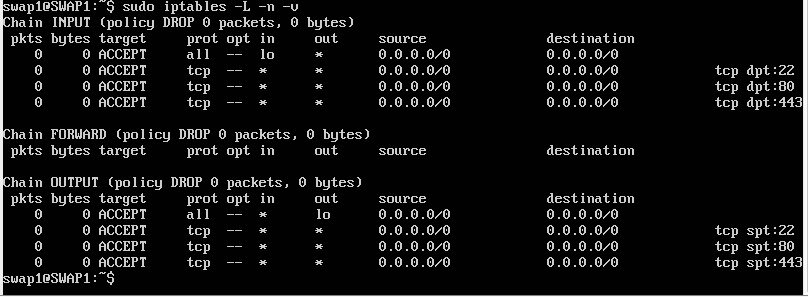 swap1@SWAP1:~$ sudo iptables -L -n -v
Chain INPUT (policy DROP 0 packets, 0 bytes)
 pkts bytes target     prot opt in     out     source               destination
    0     0 ACCEPT     all  --  lo     *       0.0.0.0/0            0.0.0.0/0
    0     0 ACCEPT     tcp  --  *      *       0.0.0.0/0            0.0.0.0/0            tcp dpt:22
    0     0 ACCEPT     tcp  --  *      *       0.0.0.0/0            0.0.0.0/0            tcp dpt:80
    0     0 ACCEPT     tcp  --  *      *       0.0.0.0/0            0.0.0.0/0            tcp dpt:443
Chain FORWARD (policy DROP 0 packets, 0 bytes)
 pkts bytes target     prot opt in     out     source               destination
Chain OUTPUT (policy DROP 0 packets, 0 bytes)
 pkts bytes target     prot opt in     out     source               destination
    0     0 ACCEPT     all  --  *      lo      0.0.0.0/0            0.0.0.0/0
    0     0 ACCEPT     tcp  --  *      *       0.0.0.0/0            0.0.0.0/0            tcp spt:22
    0     0 ACCEPT     tcp  --  *      *       0.0.0.0/0            0.0.0.0/0            tcp spt:80
    0     0 ACCEPT     tcp  --  *      *       0.0.0.0/0            0.0.0.0/0            tcp spt:443
swap1@SWAP1:~$